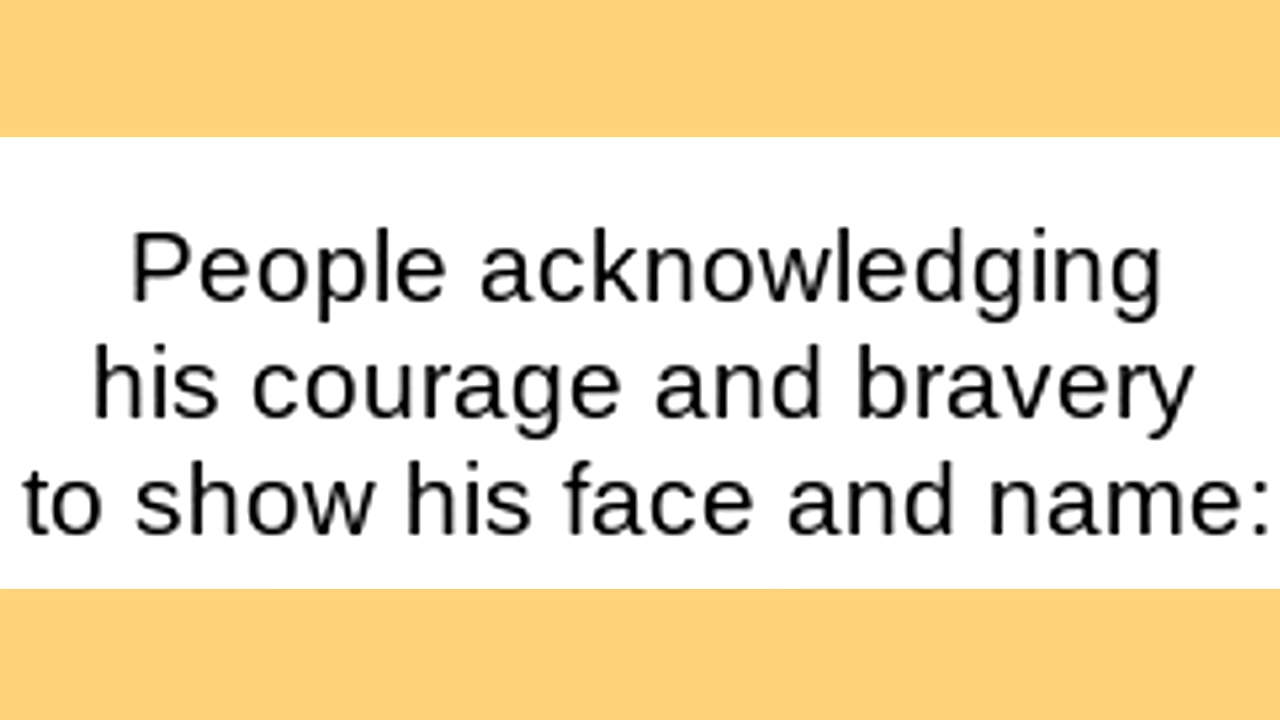 People acknowledging
his courage and bravery
to show his face and name: